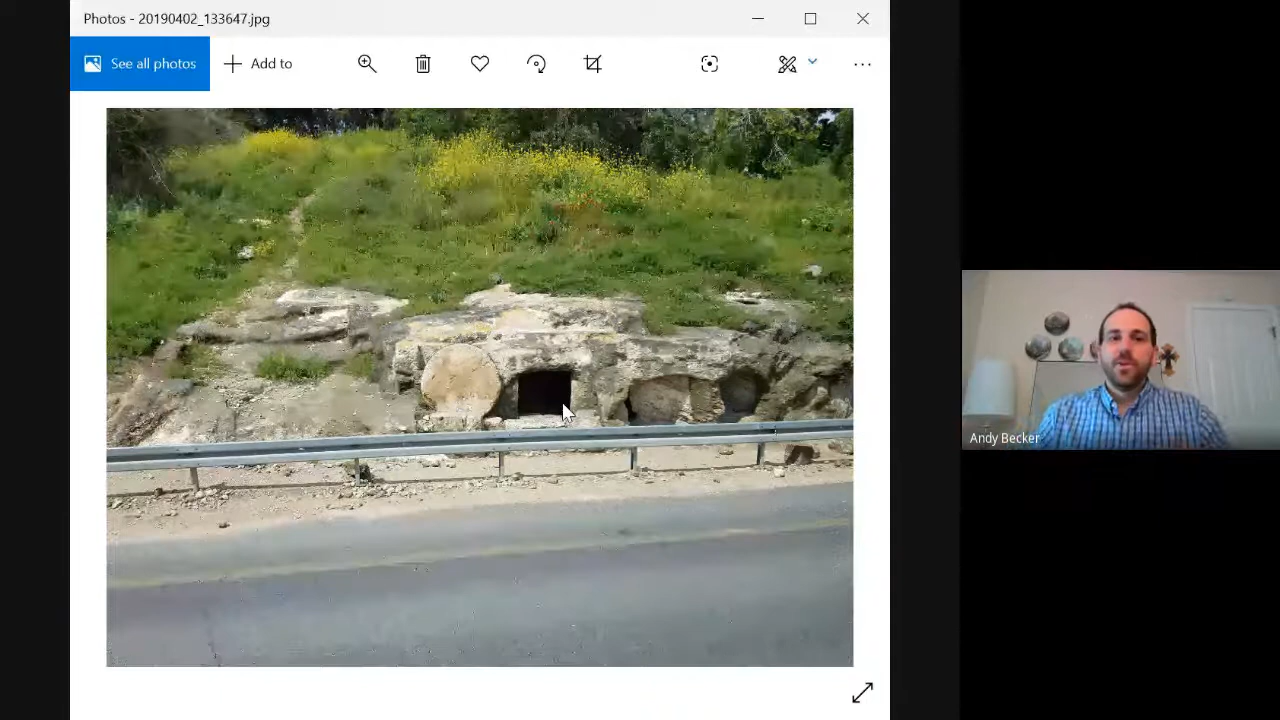 Photos - 20190402_133647.jpg
See all photos
Add to
Andy Becker